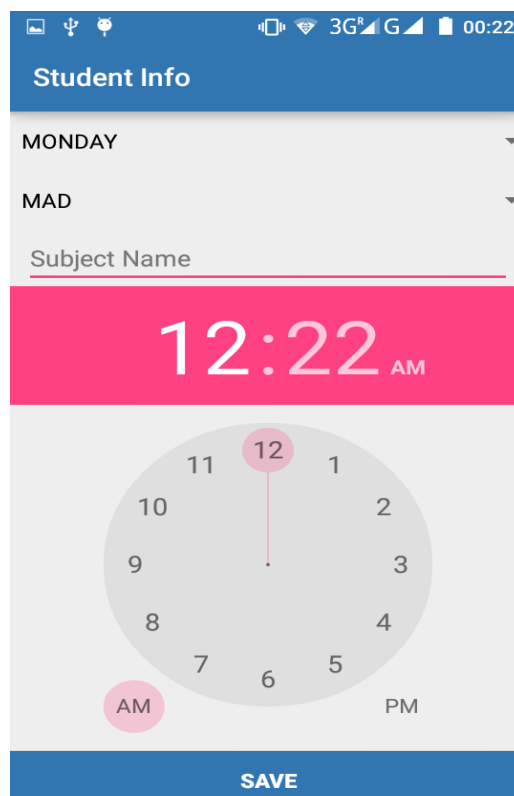 3G R G 00:22
Student Info
MONDAY
MAD
Subject Name
12:22 AM
12
11 1
10 2
9 3
8 4
7 5
6
AM PM
SAVE